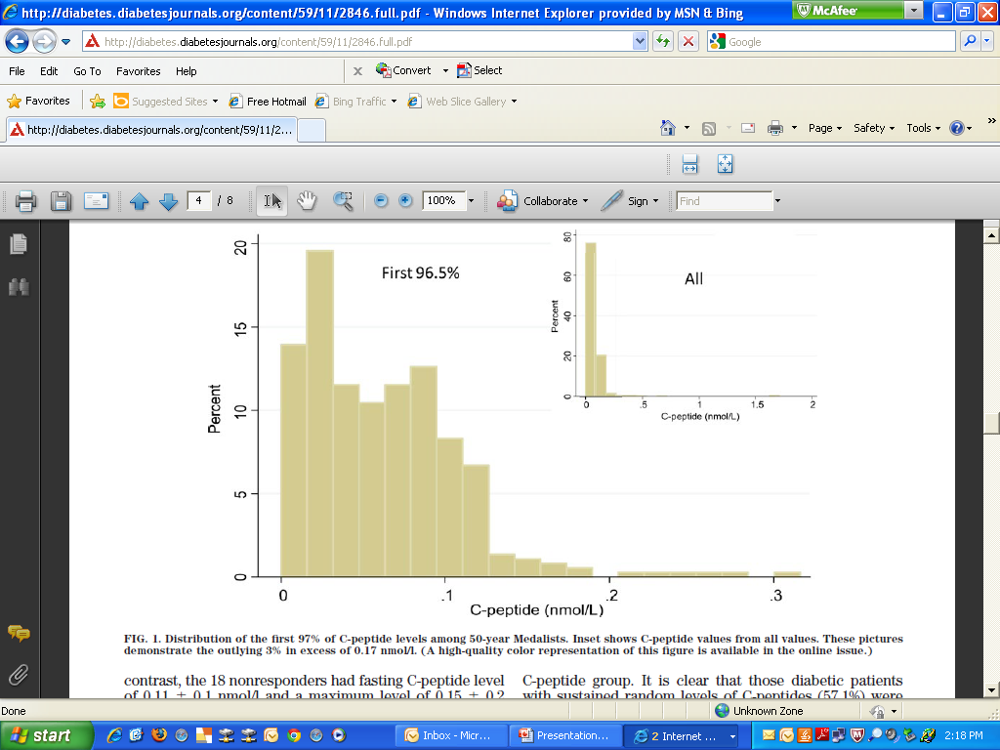 http://diabetes.diabetesjournals.org/content/59/11/2846.full.pdf - Windows Internet Explorer provided by MSN & Bing
McAfee
http://diabetes.diabetesjournals.org/content/59/11/2846.full.pdf
Google
File Edit Go To Favorites Help
x Convert Select
Favorites Suggested Sites Free Hotmail Bing Traffic Web Slice Gallery
http://diabetes.diabetesjournals.org/content/59/11/2...
Page Safety Tools »
4 / 8 100% Collaborate Sign Find
First 96.5%
Percent
20
15
10
5
0
0 .1 .2 .3
C-peptide (nmol/L)
All
Percent
80
60
40
20
0
0 .5 1 1.5 2
C-peptide (nmol/L)
FIG. 1. Distribution of the first 97% of C-peptide levels among 50-year Medalists. Inset shows C-peptide values from all values. These pictures
demonstrate the outlying 3% in excess of 0.17 nmol/l. (A high-quality color representation of this figure is available in the online issue.)
contrast, the 18 nonresponders had fasting C-peptide level
of 0.11 ± 0.1 nmol/l and a maximum level of 0.15 ± 0.2
C-peptide group. It is clear that those diabetic patients
with sustained random levels of C-peptides (57.1%) were
Done
Unknown Zone
start
Inbox - Micr...
Presentation...
2 Internet ...
2:18 PM